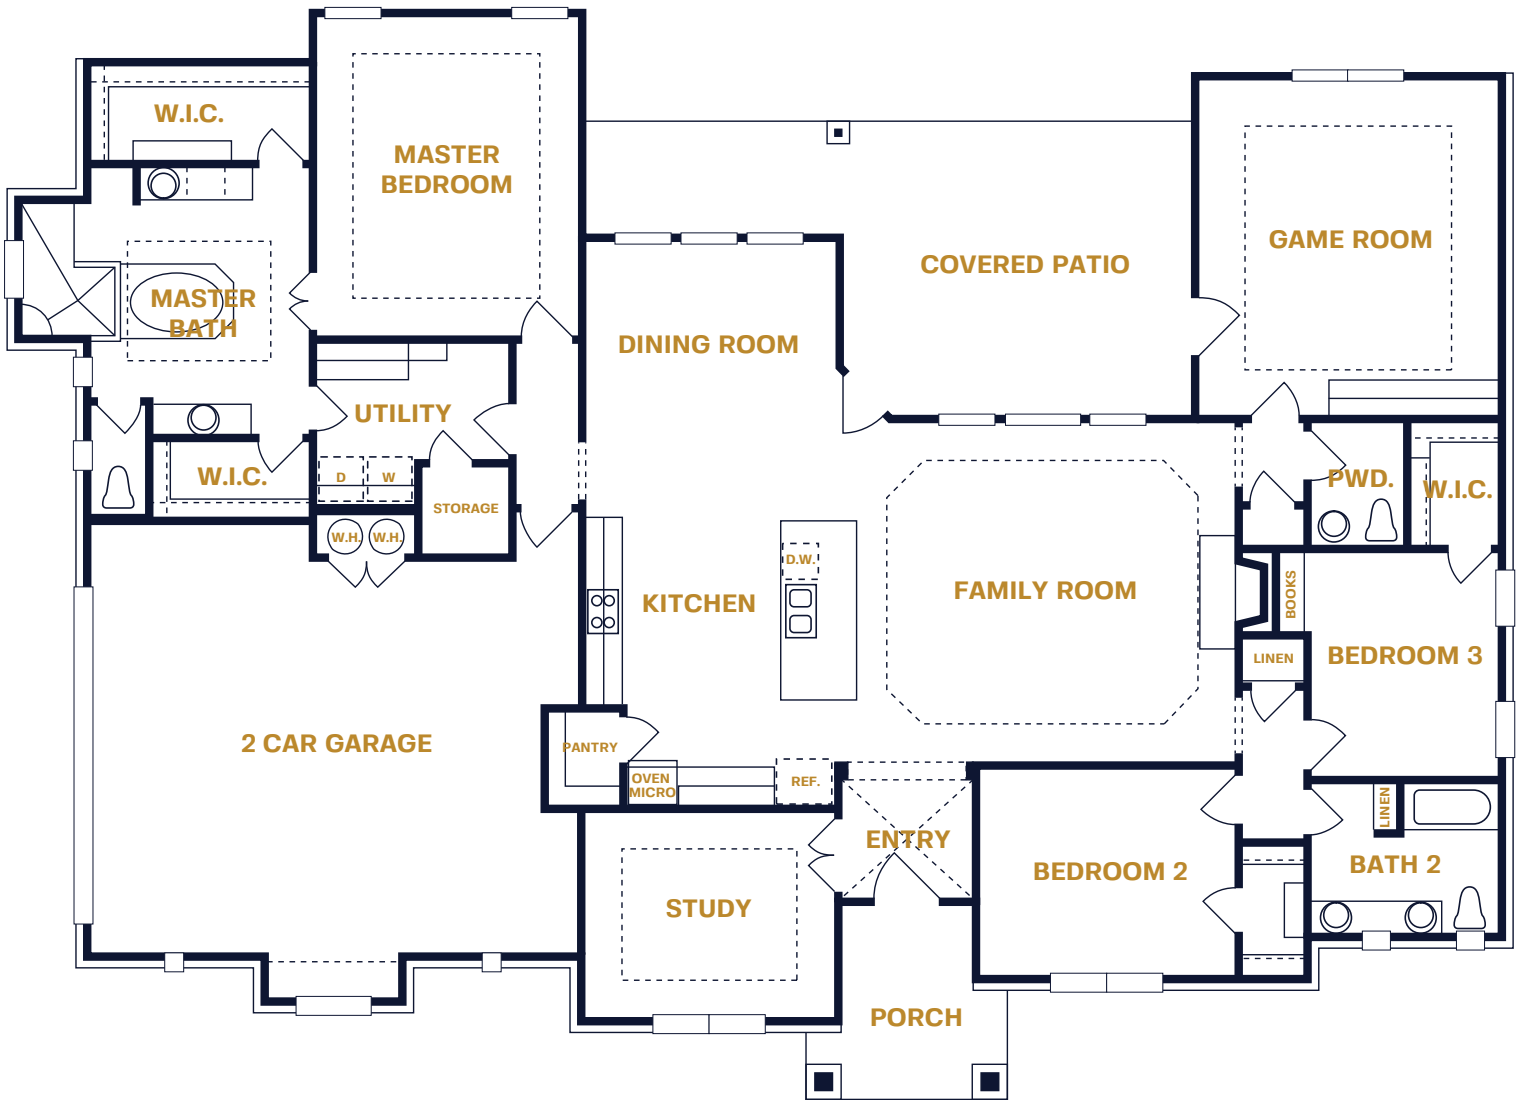 W.I.C.
MASTER
BEDROOM
GAME ROOM
COVERED PATIO
MASTER
BATH
DINING ROOM
UTILITY
W.I.C.
D
W
PWD.
W.I.C.
STORAGE
W.H.
W.H.
D.W.
KITCHEN
FAMILY ROOM
BOOKS
LINEN
BEDROOM 3
2 CAR GARAGE
PANTRY
OVEN
MICRO
REF.
LINEN
ENTRY
BEDROOM 2
BATH 2
STUDY
PORCH